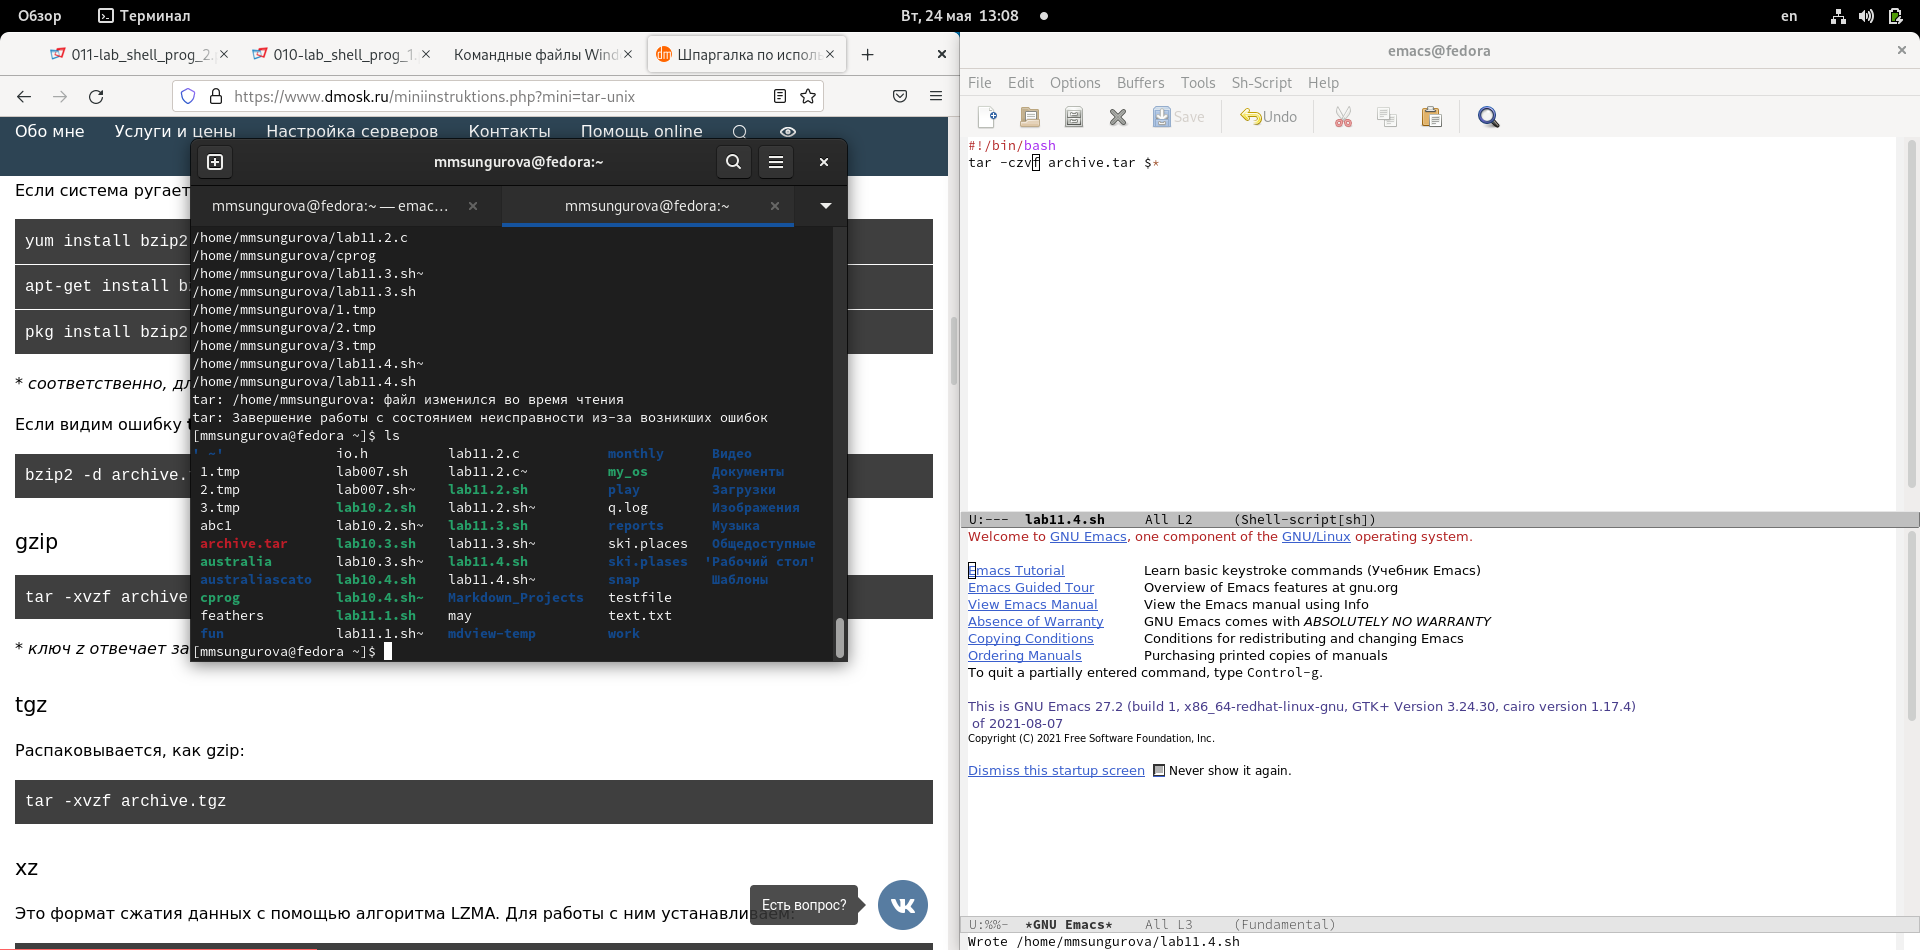 Обзор Терминал Вт, 24 мая 13:08 en
011-lab_shell_prog_2. 010-lab_shell_prog_1. Командные файлы Wind Шпаргалка по исполь
https://www.dmosk.ru/miniinstruktions.php?mini=tar-unix
Обо мне Услуги и цены Настройка серверов Контакты Помощь online
Если система ругает
yum install bzip2
apt-get install b
pkg install bzip2
* соответственно, дл
Если видим ошибку t
bzip2 -d archive.
gzip
tar -xvzf archive
* ключ z отвечает за
tgz
Распаковывается, как gzip:
tar -xvzf archive.tgz
xz
Это формат сжатия данных с помощью алгоритма LZMA. Для работы с ним устанавливаем:
Есть вопрос?
mmsungurova@fedora:~
mmsungurova@fedora:~ — emac... mmsungurova@fedora:~
/home/mmsungurova/lab11.2.c
/home/mmsungurova/cprog
/home/mmsungurova/lab11.3.sh~
/home/mmsungurova/lab11.3.sh
/home/mmsungurova/1.tmp
/home/mmsungurova/2.tmp
/home/mmsungurova/3.tmp
/home/mmsungurova/lab11.4.sh~
/home/mmsungurova/lab11.4.sh
tar: /home/mmsungurova: файл изменился во время чтения
tar: Завершение работы с состоянием неисправности из-за возникших ошибок
[mmsungurova@fedora ~]$ ls
' ~' io.h lab11.2.c monthly Видео
1.tmp lab007.sh lab11.2.c~ my_os Документы
2.tmp lab007.sh~ lab11.2.sh play Загрузки
3.tmp lab10.2.sh lab11.2.sh~ q.log Изображения
abc1 lab10.2.sh~ lab11.3.sh reports Музыка
archive.tar lab10.3.sh lab11.3.sh~ ski.places Общедоступные
australia lab10.3.sh~ lab11.4.sh ski.plases 'Рабочий стол'
australiascato lab10.4.sh lab11.4.sh~ snap Шаблоны
cprog lab10.4.sh~ Markdown_Projects testfile
feathers lab11.1.sh may text.txt
fun lab11.1.sh~ mdview-temp work
[mmsungurova@fedora ~]$
emacs@fedora
File Edit Options Buffers Tools Sh-Script Help
Save Undo
#!/bin/bash
tar -czvf archive.tar $*
U:--- lab11.4.sh All L2 (Shell-script[sh])
Welcome to GNU Emacs, one component of the GNU/Linux operating system.
Emacs Tutorial Learn basic keystroke commands (Учебник Emacs)
Emacs Guided Tour Overview of Emacs features at gnu.org
View Emacs Manual View the Emacs manual using Info
Absence of Warranty GNU Emacs comes with ABSOLUTELY NO WARRANTY
Copying Conditions Conditions for redistributing and changing Emacs
Ordering Manuals Purchasing printed copies of manuals
To quit a partially entered command, type Control-g.
This is GNU Emacs 27.2 (build 1, x86_64-redhat-linux-gnu, GTK+ Version 3.24.30, cairo version 1.17.4)
of 2021-08-07
Copyright (C) 2021 Free Software Foundation, Inc.
Dismiss this startup screen Never show it again.
U:%%- *GNU Emacs* All L3 (Fundamental)
Wrote /home/mmsungurova/lab11.4.sh